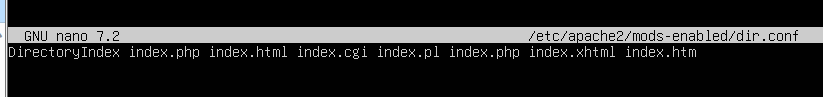 GNU nano 7.2 /etc/apache2/mods-enabled/dir.conf
DirectoryIndex index.php index.html index.cgi index.pl index.php index.xhtml index.htm